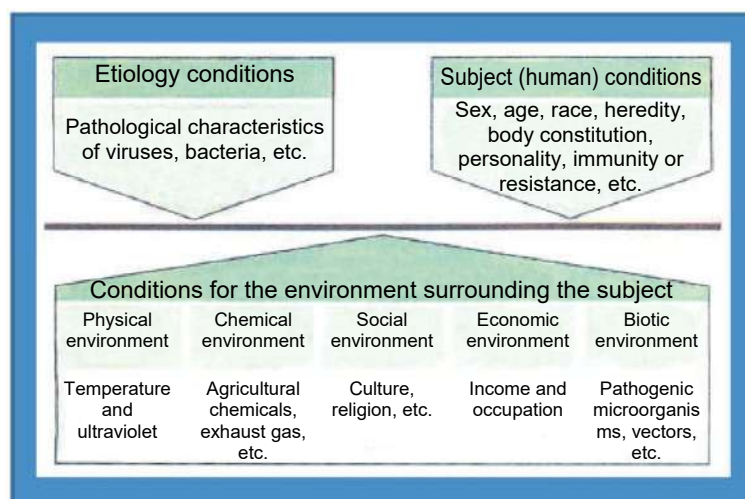 Etiology conditions
Pathological characteristics
of viruses, bacteria, etc.
Subject (human) conditions
Sex, age, race, heredity,
body constitution,
personality, immunity or
resistance, etc.
Conditions for the environment surrounding the subject
Physical
environment
Temperature
and
ultraviolet
Chemical
environment
Agricultural
chemicals,
exhaust gas,
etc.
Social
environment
Culture,
religion, etc.
Economic
environment
Income and
occupation
Biotic
environment
Pathogenic
microorganis
ms, vectors,
etc.